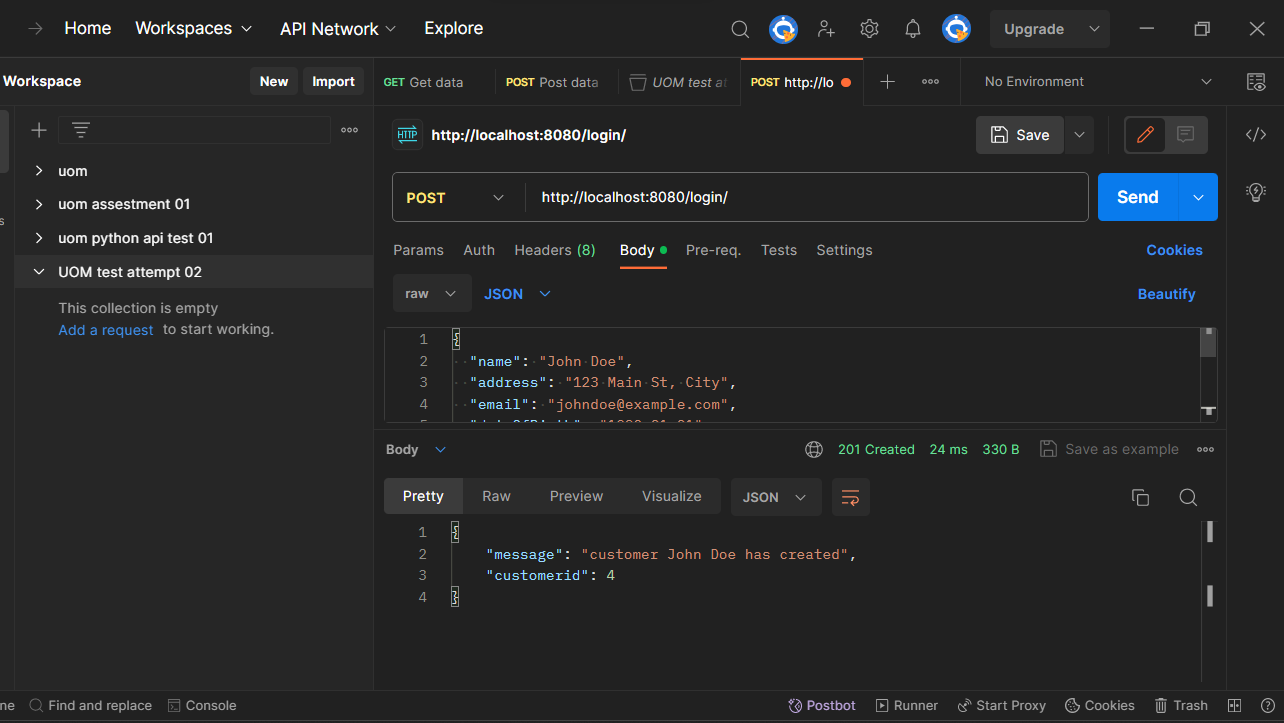 Home Workspaces API Network Explore Upgrade
Workspace New Import GET Get data POST Post data UOM test at POST http://lo No Environment
HTTP http://localhost:8080/login/ Save
uom
uom assestment 01
uom python api test 01
UOM test attempt 02
This collection is empty
Add a request to start working.
POST http://localhost:8080/login/ Send
Params Auth Headers (8) Body Pre-req. Tests Settings Cookies
raw JSON Beautify
1 {
2 "name": "John Doe",
3 "address": "123 Main St, City",
4 "email": "johndoe@example.com",
Body 201 Created 24 ms 330 B Save as example
Pretty Raw Preview Visualize JSON
1 {
2 "message": "customer John Doe has created",
3 "customerid": 4
4 }
s
ne Find and replace Console Postbot Runner Start Proxy Cookies Trash